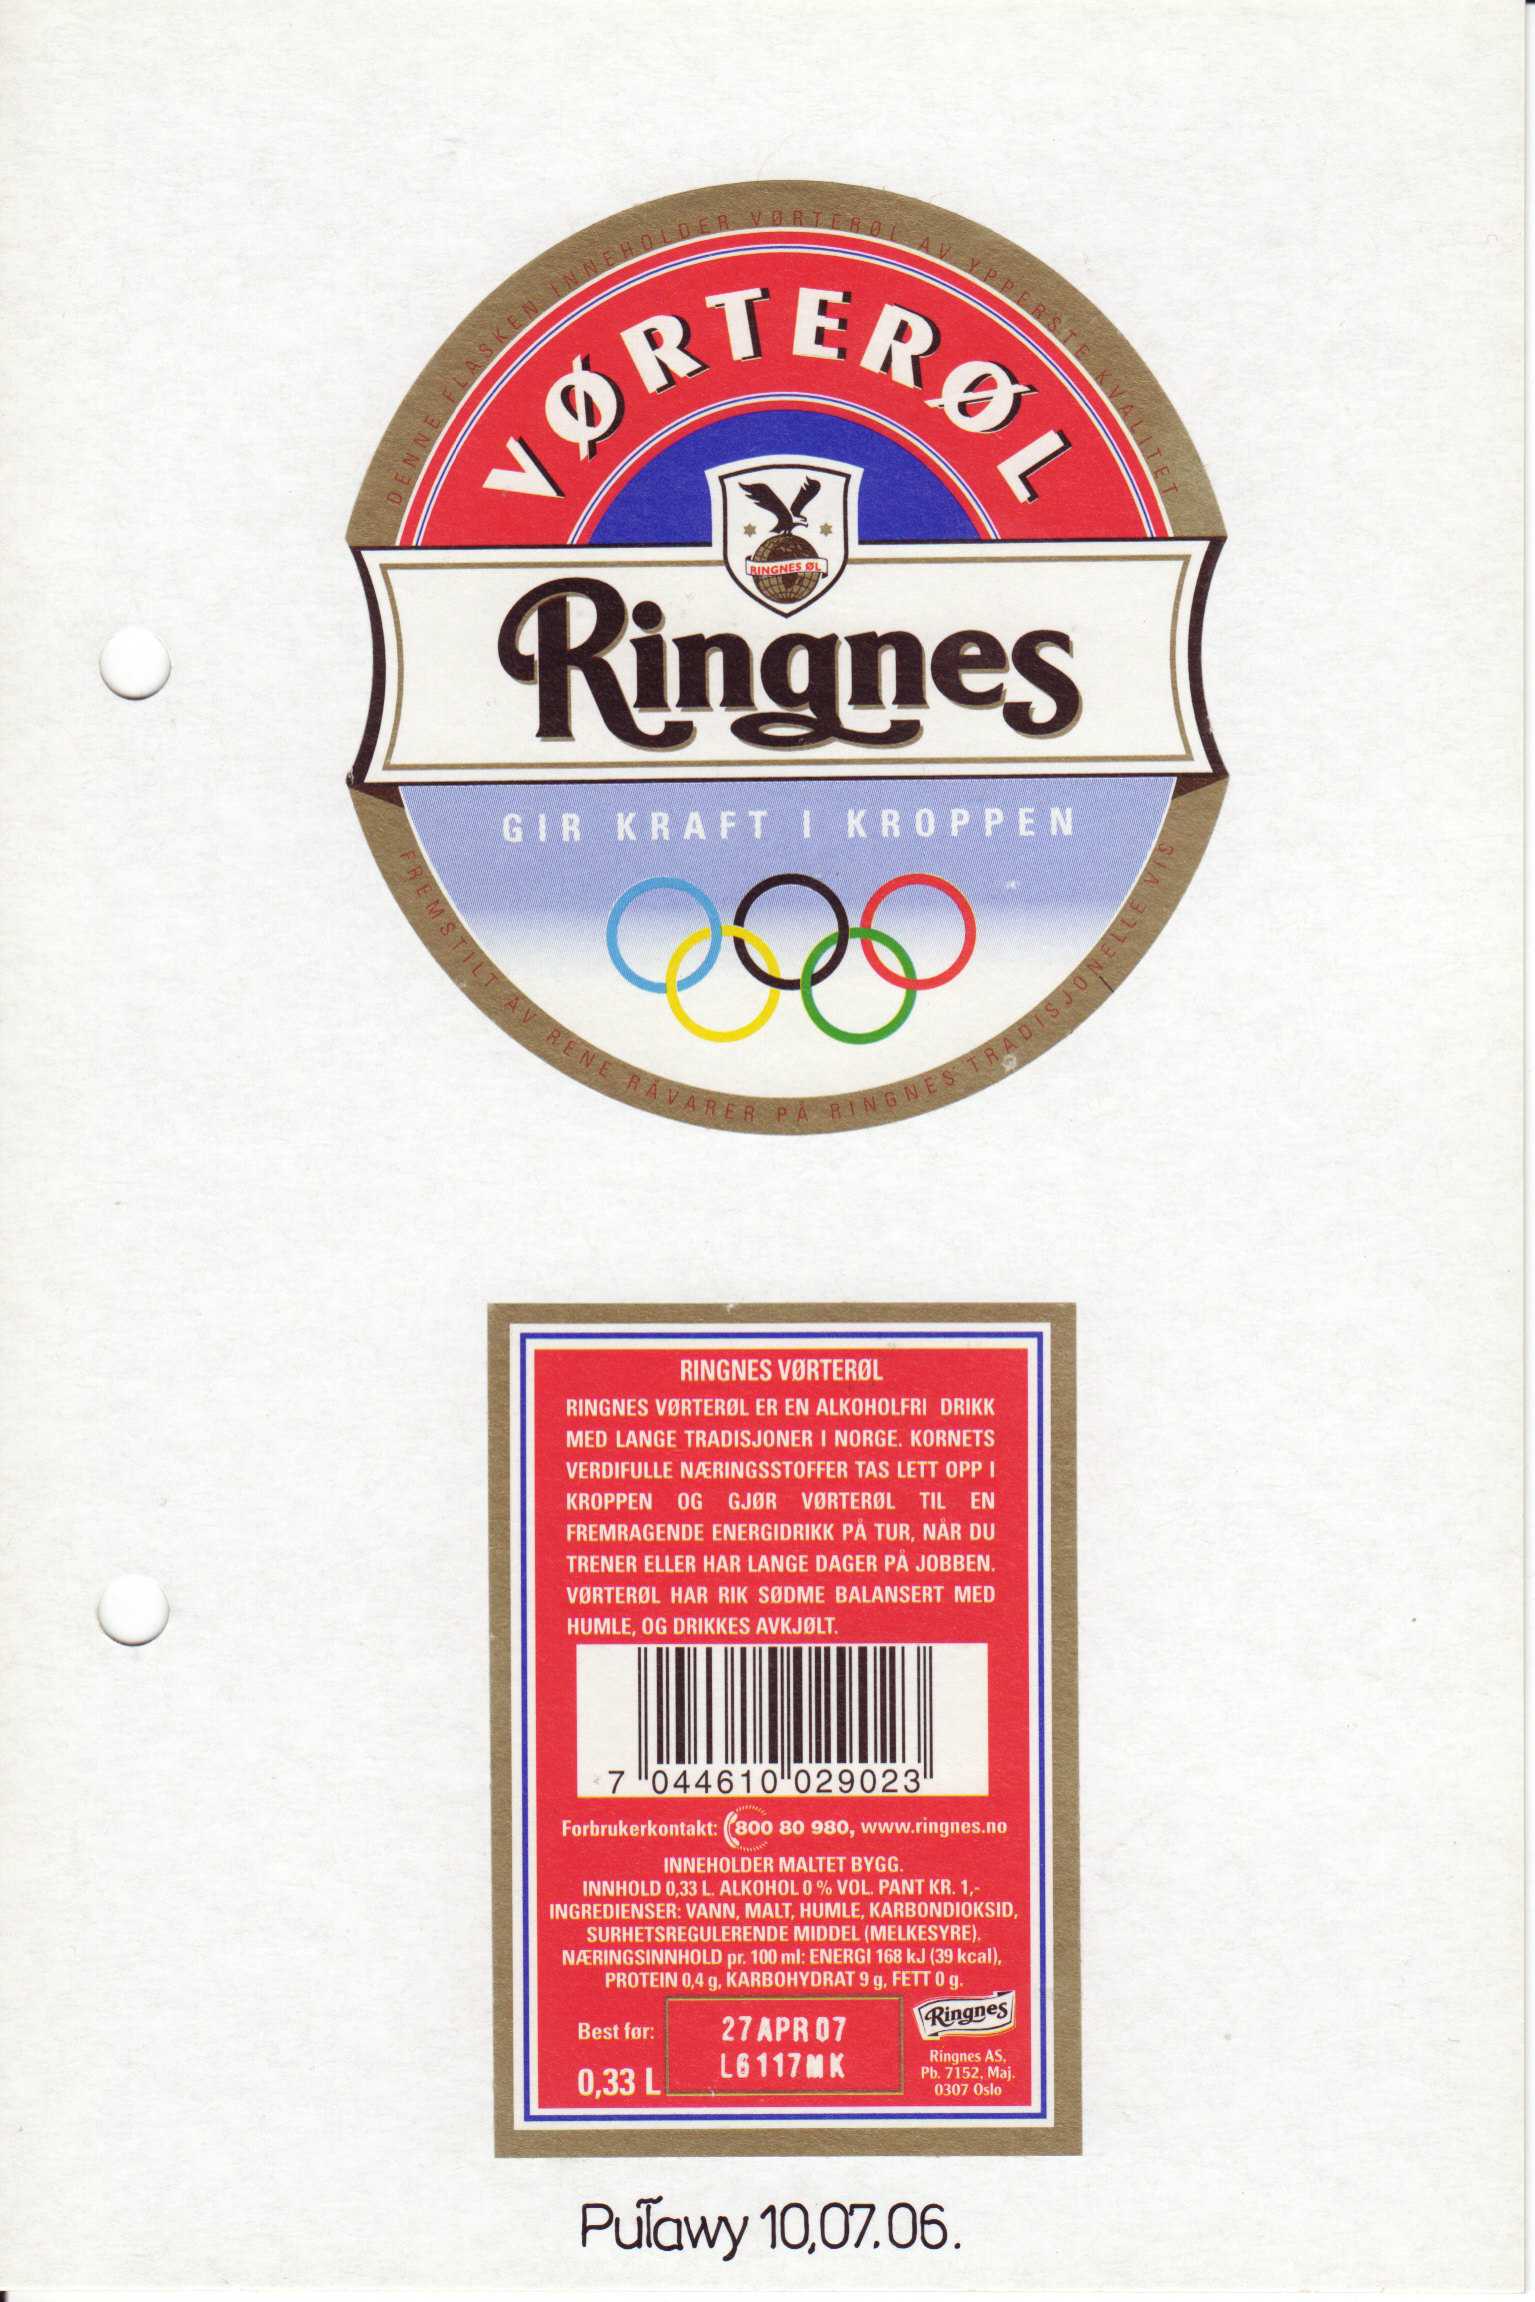 DENNE FLASKEN INNEHOLDER VØRTERØL AV YPPERSTE KVALITET
VØRTERØL
RINGNES ØL
Ringnes
GIR KRAFT I KROPPEN
FREMSTILT AV RENE RÅVARER PÅ RINGNES TRADISJONELLE VIS
RINGNES VØRTERØL
RINGNES VØRTERØL ER EN ALKOHOLFRI DRIKK
MED LANGE TRADISJONER I NORGE. KORNETS
VERDIFULLE NÆRINGSSTOFFER TAS LETT OPP I
KROPPEN OG GJØR VØRTERØL TIL EN
FREMRAGENDE ENERGIDRIKK PÅ TUR, NÅR DU
TRENER ELLER HAR LANGE DAGER PÅ JOBBEN.
VØRTERØL HAR RIK SØDME BALANSERT MED
HUMLE, OG DRIKKES AVKJØLT.
7 044610 029023
Forbrukerkontakt: 800 80 980, www.ringnes.no
INNEHOLDER MALTET BYGG.
INNHOLD 0,33 L. ALKOHOL 0 % VOL. PANT KR. 1,-
INGREDIENSER: VANN, MALT, HUMLE, KARBONDIOKSID,
SURHETSREGULERENDE MIDDEL (MELKESYRE).
NÆRINGSINNHOLD pr. 100 ml: ENERGI 168 kJ (39 kcal),
PROTEIN 0,4 g, KARBOHYDRAT 9 g, FETT 0 g.
Best før:
27 APR 07
L6117MK
0,33 L
Ringnes
Ringnes AS,
Pb. 7152, Maj.
0307 Oslo
Puławy 10,07.06.